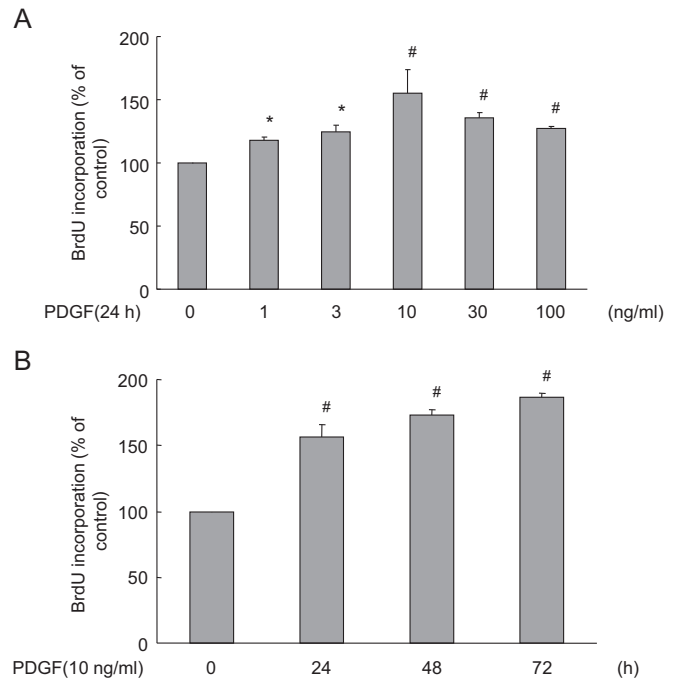 A
BrdU incorporation (% of
control)
200
150
100
50
0
*
*
#
#
#
PDGF(24 h) 0 1 3 10 30 100 (ng/ml)
B
BrdU incorporation (% of
control)
200
150
100
50
0
#
#
#
PDGF(10 ng/ml) 0 24 48 72 (h)